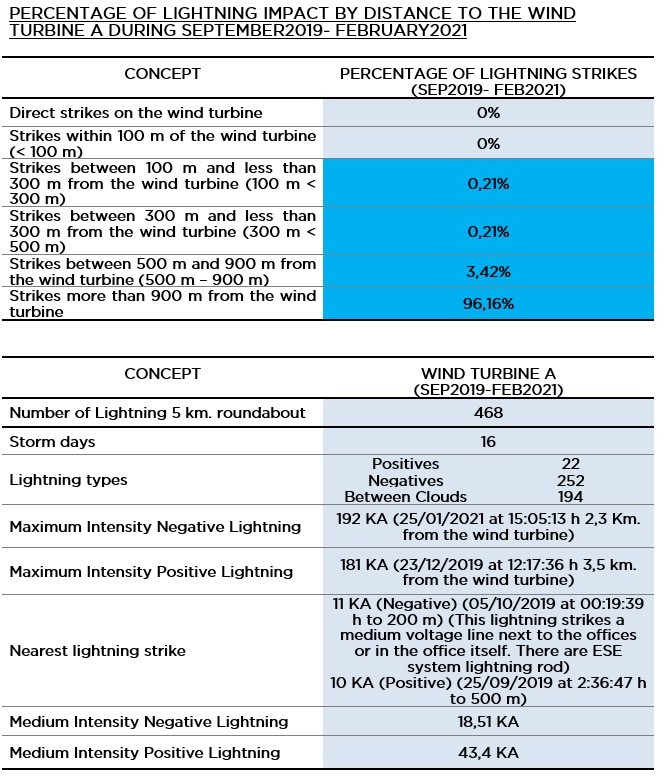 PERCENTAGE OF LIGHTNING IMPACT BY DISTANCE TO THE WIND
TURBINE A DURING SEPTEMBER2019- FEBRUARY2021
CONCEPT
PERCENTAGE OF LIGHTNING STRIKES
(SEP2019- FEB2021)
Direct strikes on the wind turbine
0%
Strikes within 100 m of the wind turbine
(< 100 m)
0%
Strikes between 100 m and less than
300 m from the wind turbine (100 m <
300 m)
0,21%
Strikes between 300 m and less than
300 m from the wind turbine (300 m <
500 m)
0,21%
Strikes between 500 m and 900 m from
the wind turbine (500 m – 900 m)
3,42%
Strikes more than 900 m from the wind
turbine
96,16%
CONCEPT
WIND TURBINE A
(SEP2019-FEB2021)
Number of Lightning 5 km. roundabout
468
Storm days
16
Lightning types
Positives 22
Negatives 252
Between Clouds 194
Maximum Intensity Negative Lightning
192 KA (25/01/2021 at 15:05:13 h 2,3 Km.
from the wind turbine)
Maximum Intensity Positive Lightning
181 KA (23/12/2019 at 12:17:36 h 3,5 km.
from the wind turbine)
Nearest lightning strike
11 KA (Negative) (05/10/2019 at 00:19:39
h to 200 m) (This lightning strikes a
medium voltage line next to the offices
or in the office itself. There are ESE
system lightning rod)
10 KA (Positive) (25/09/2019 at 2:36:47 h
to 500 m)
Medium Intensity Negative Lightning
18,51 KA
Medium Intensity Positive Lightning
43,4 KA